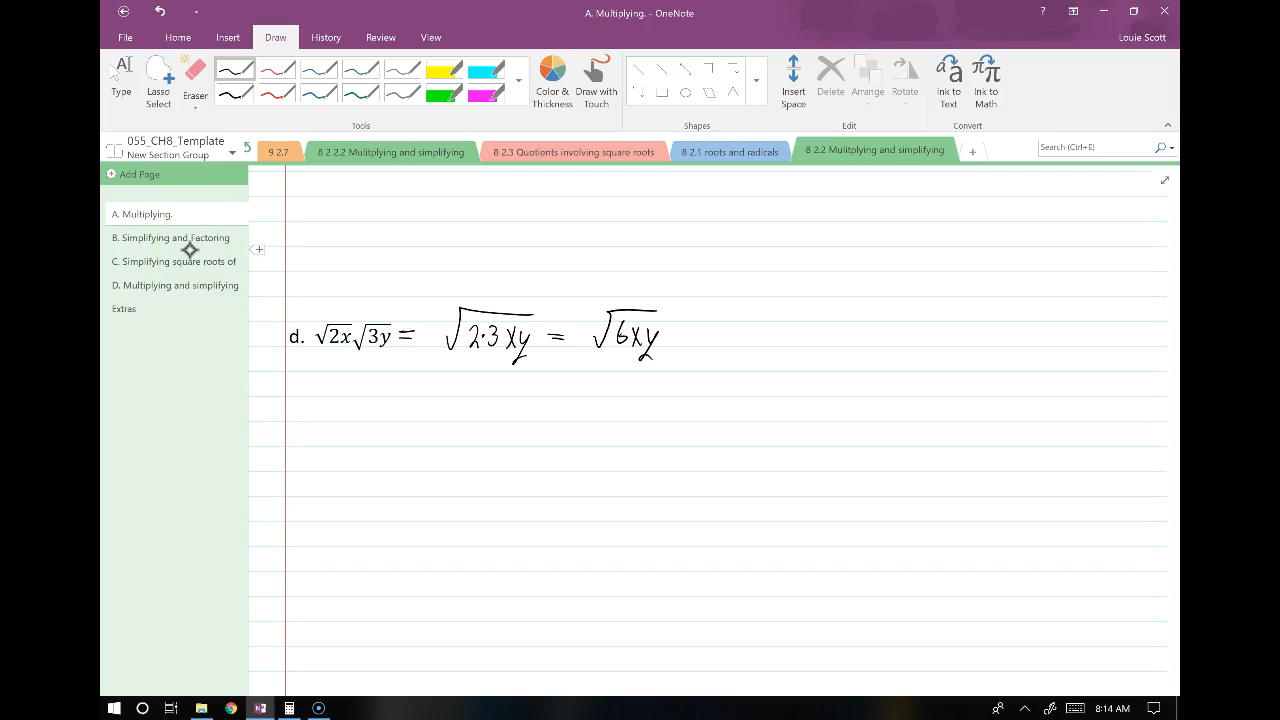 A. Multiplying. - OneNote
?
File Home Insert Draw History Review View
Louie Scott
Type
Lasso Select
Eraser
Color & Thickness
Draw with Touch
Insert Space
Delete
Arrange
Rotate
Ink to Text
Ink to Math
Tools
Shapes
Edit
Convert
055_CH8_Template
New Section Group
9 2.7
8 2 2.2 Mulitplying and simplifying
8 2.3 Quotients involving square roots
8 2.1 roots and radicals
8 2.2 Mulitplying and simplifying
Search (Ctrl+E)
Add Page
A. Multiplying.
B. Simplifying and Factoring
C. Simplifying square roots of
D. Multiplying and simplifying
Extras
d. √2x√3y = √2·3xy = √6xy
8:14 AM